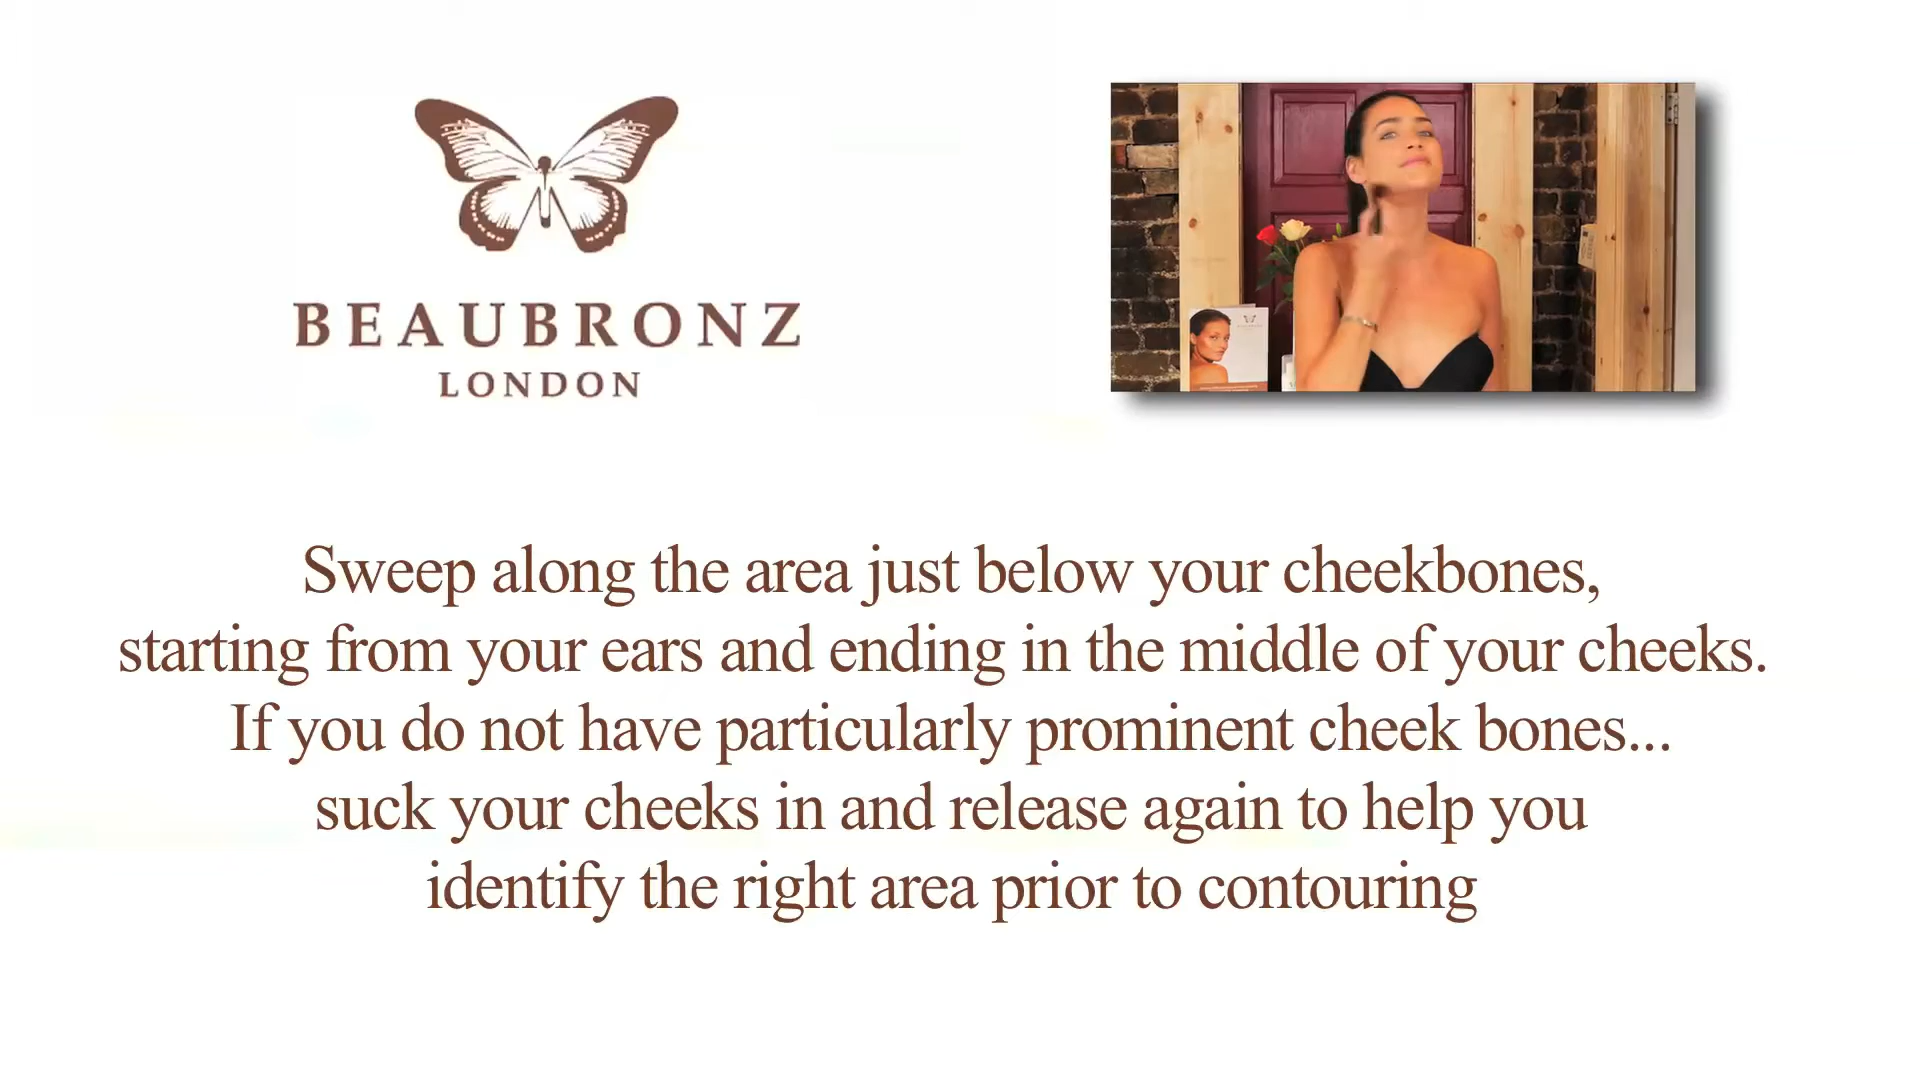 BEAUBRONZ
LONDON
Sweep along the area just below your cheekbones,
starting from your ears and ending in the middle of your cheeks.
If you do not have particularly prominent cheek bones...
suck your cheeks in and release again to help you
identify the right area prior to contouring